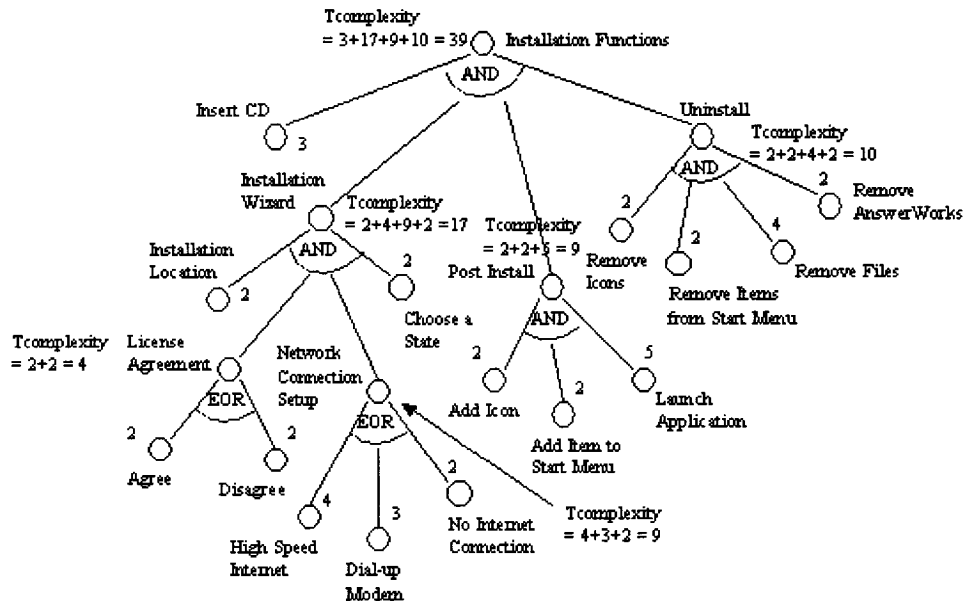 Tcomplexity
= 3+17+9+10 = 39
Installation Functions
AND
Insert CD
3
Uninstall
Tcomplexity
= 2+2+4+2 = 10
AND
2
Remove
Icons
2
Remove Items
from Start Menu
4
Remove Files
2
Remove
AnswerWorks
Installation
Wizard
Tcomplexity
= 2+4+9+2 =17
AND
Installation
Location
2
2
Choose a
State
Tcomplexity
= 2+2+5 = 9
Post Install
AND
2
Add Icon
2
Add Item to
Start Menu
5
Launch
Application
Tcomplexity
= 2+2 = 4
License
Agreement
EOR
2
Agree
2
Disagree
Network
Connection
Setup
EOR
4
High Speed
Internet
3
Dial-up
Modem
2
No Internet
Connection
Tcomplexity
= 4+3+2 = 9